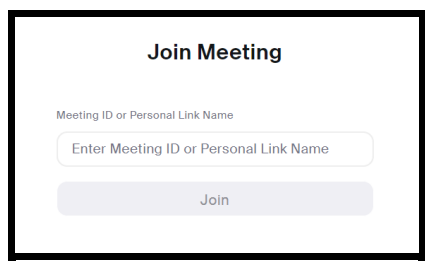 Join Meeting
Meeting ID or Personal Link Name
Enter Meeting ID or Personal Link Name
Join